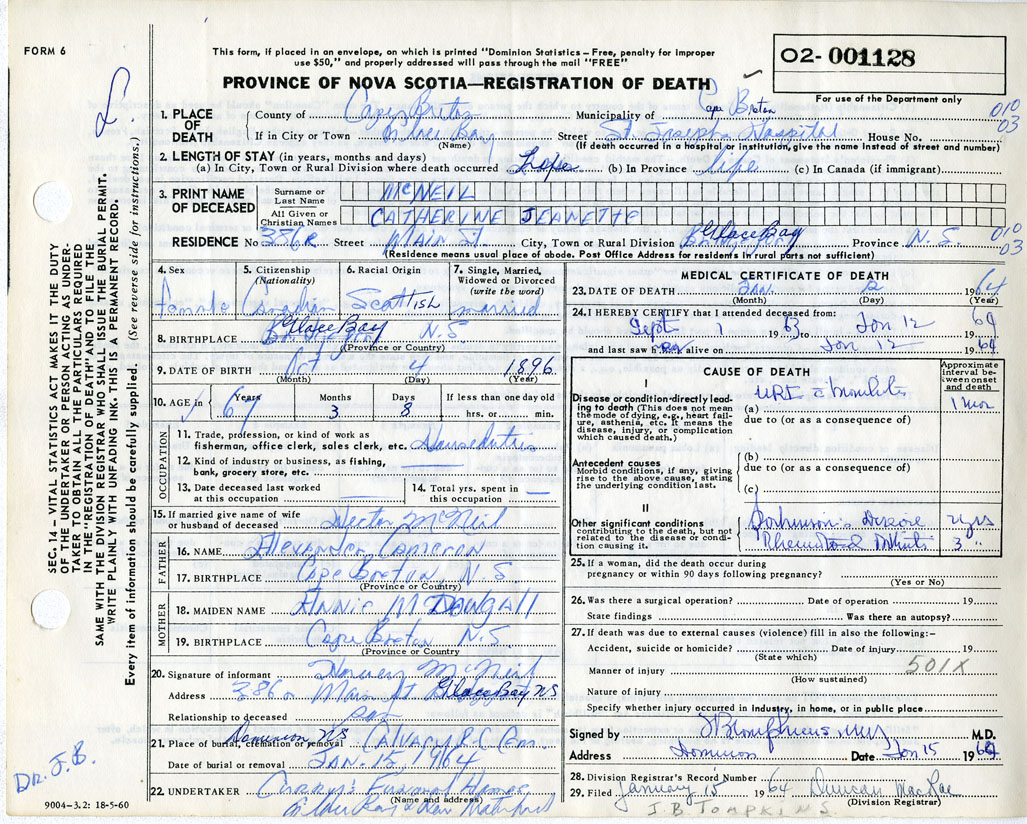 FORM 6
This form, if placed in an envelope, on which is printed "Dominion Statistics – Free, penalty for improper
use $50," and properly addressed will pass through the mail "FREE"
O2- 001128
For use of the Department only
PROVINCE OF NOVA SCOTIA—REGISTRATION OF DEATH
1. PLACE OF DEATH
County of Cape Breton Municipality of Cape Breton
010
03
If in City or Town Glace Bay Street St. Joseph's Hospital House No.
(Name) (If death occurred in a hospital or institution, give the name instead of street and number)
2. LENGTH OF STAY (in years, months and days)
(a) In City, Town or Rural Division where death occurred (b) In Province life (c) In Canada (if immigrant)
3. PRINT NAME OF DECEASED
Surname or Last Name MCNEIL
All Given or Christian Names CATHERINE JEANETTE
RESIDENCE No 386R Street Main St City, Town or Rural Division Glace Bay Province N.S.
010
03
(Residence means usual place of abode. Post Office Address for residents in rural parts not sufficient)
4. Sex female
5. Citizenship (Nationality) Canadian
6. Racial Origin Scottish
7. Single, Married, Widowed or Divorced (write the word) married
8. BIRTHPLACE Glace Bay N.S
(Province or Country)
9. DATE OF BIRTH Oct 4 1896
(Month) (Day) (Year)
10. AGE in Years 67 Months 3 Days 8 If less than one day old hrs. or min.
OCCUPATION
11. Trade, profession, or kind of work as
fisherman, office clerk, sales clerk, etc. Houseduties
12. Kind of industry or business, as fishing,
bank, grocery store, etc.
13. Date deceased last worked
at this occupation
14. Total yrs. spent in
this occupation
15. If married give name of wife
or husband of deceased Hector McNeil
FATHER
16. NAME Alexander Cameron
17. BIRTHPLACE Cape Breton, N.S
(Province or Country)
MOTHER
18. MAIDEN NAME Annie McDougall
19. BIRTHPLACE Cape Breton N.S.
(Province or Country)
20. Signature of informant McNeil
Address Main St Glace Bay NS
Relationship to deceased son
21. Place of burial, cremation or removal Dominion NS Calvary R.C. Cem.
Date of burial or removal JAN. 15, 1964
22. UNDERTAKER Curry's Funeral Homes
(Name and address)
Glace Bay & New Waterford
MEDICAL CERTIFICATE OF DEATH
23. DATE OF DEATH Jan. 12 1964
(Month) (Day) (Year)
24. I HEREBY CERTIFY that I attended deceased from:
Sept 1 1963 to Jan 12 1964
and last saw her alive on Jan 12 1964
CAUSE OF DEATH
Approximate interval between onset and death
I
Disease or condition directly leading to death (This does not mean the mode of dying, e.g., heart failure, asthenia, etc. It means the disease, injury, or complication which caused death.)
(a) URI c̄ Bronchitis
due to (or as a consequence of)
Antecedent causes
Morbid conditions, if any, giving rise to the above cause, stating the underlying condition last.
(b)
due to (or as a consequence of)
(c)
II
Other significant conditions
contributing to the death, but not related to the disease or condition causing it.
Parkinson's Disease yrs
Rheumatoid Arthritis 3 "
25. If a woman, did the death occur during
pregnancy or within 90 days following pregnancy?
(Yes or No)
26. Was there a surgical operation? Date of operation 19
State findings Was there an autopsy?
27. If death was due to external causes (violence) fill in also the following:–
Accident, suicide or homicide? Date of injury 19
(State which)
501X
Manner of injury
(How sustained)
Nature of injury
Specify whether injury occurred in industry, in home, or in public place
Signed by M.D.
Address Dominion Date Jan 15 1964
28. Division Registrar's Record Number
29. Filed January 15 1964 Duncan MacRae
(Division Registrar)
J.B. TOMPKINS.
SEC. 14 – VITAL STATISTICS ACT MAKES IT THE DUTY
OF THE UNDERTAKER OR PERSON ACTING AS UNDER-
TAKER TO OBTAIN ALL THE PARTICULARS REQUIRED
IN THE "REGISTRATION OF DEATH" AND TO FILE THE
SAME WITH THE DIVISION REGISTRAR WHO SHALL ISSUE THE BURIAL PERMIT.
WRITE PLAINLY WITH UNFADING INK. THIS IS A PERMANENT RECORD.
Every item of information should be carefully supplied. (See reverse side for instructions.)
Dr. J.B.
9004-3.2: 18-5-60